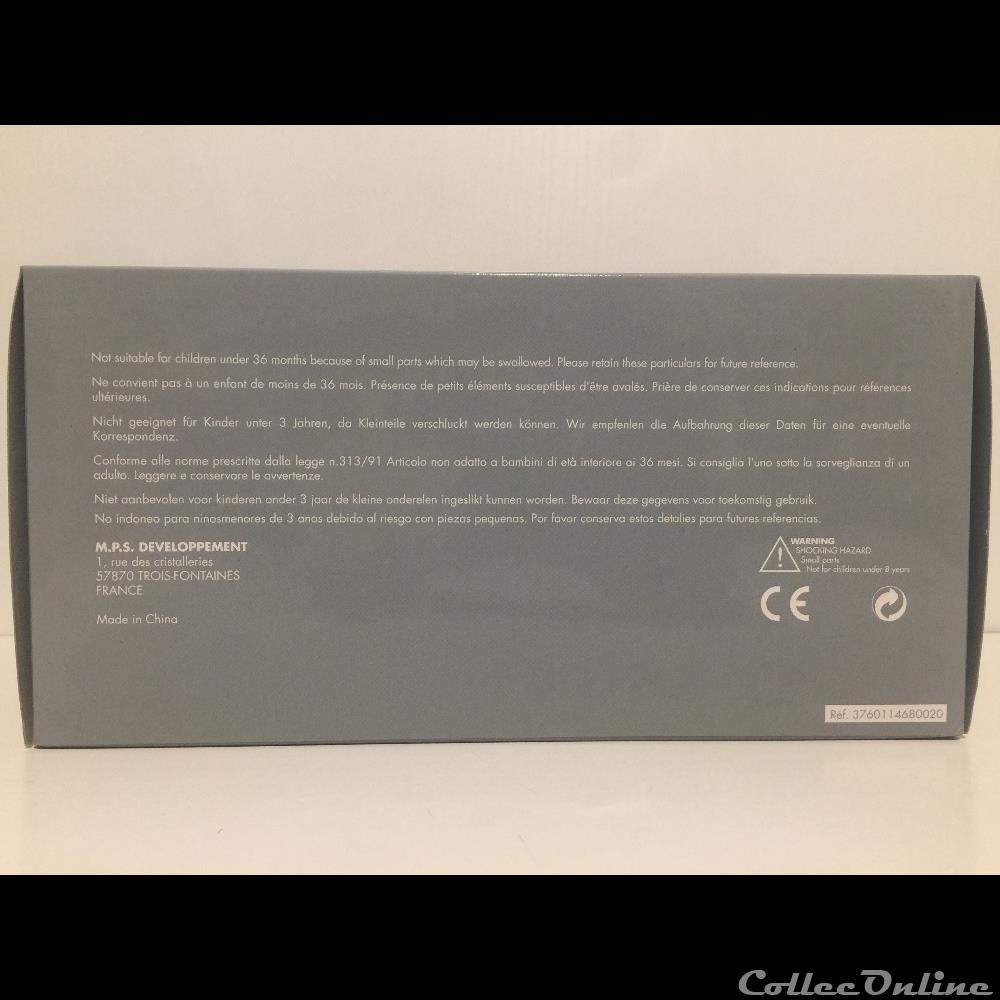 Not suitable for children under 36 months because of small parts which may be swallowed. Please retain these particulars for future reference.
Ne convient pas à un enfant de moins de 36 mois. Présence de petits éléments susceptibles d'être avalés. Prière de conserver ces indications pour références
ultérieures.
Nicht geeignet für Kinder unter 3 Jahren, da Kleinteile verschluckt werden können. Wir empfenlen die Aufbahrung dieser Daten für eine eventuelle
Korrespondenz.
Conforme alle norme prescritte dalla legge n.313/91 Articolo non adatto a bambini di età interiore ai 36 mesi. Si consiglia l'uno sotto la sorveglianza di un
adulto. Leggere e conservare le avvertenze.
Niet aanbevolen voor kinderen onder 3 jaar de kleine onderelen ingeslikt kunnen worden. Bewaar deze gegevens voor toekomstig gebruik.
No indoneo para ninosmenores de 3 anos debido al riesgo con piezas pequenas. Por favor conserva estos detalies para futures referencias.
M.P.S. DEVELOPPEMENT
1, rue des cristalleries
57870 TROIS-FONTAINES
FRANCE
Made in China
WARNING
SHOCKING HAZARD
Small parts
Not for children under 8 years
CE
Réf. 3760114680020
CollecOnline